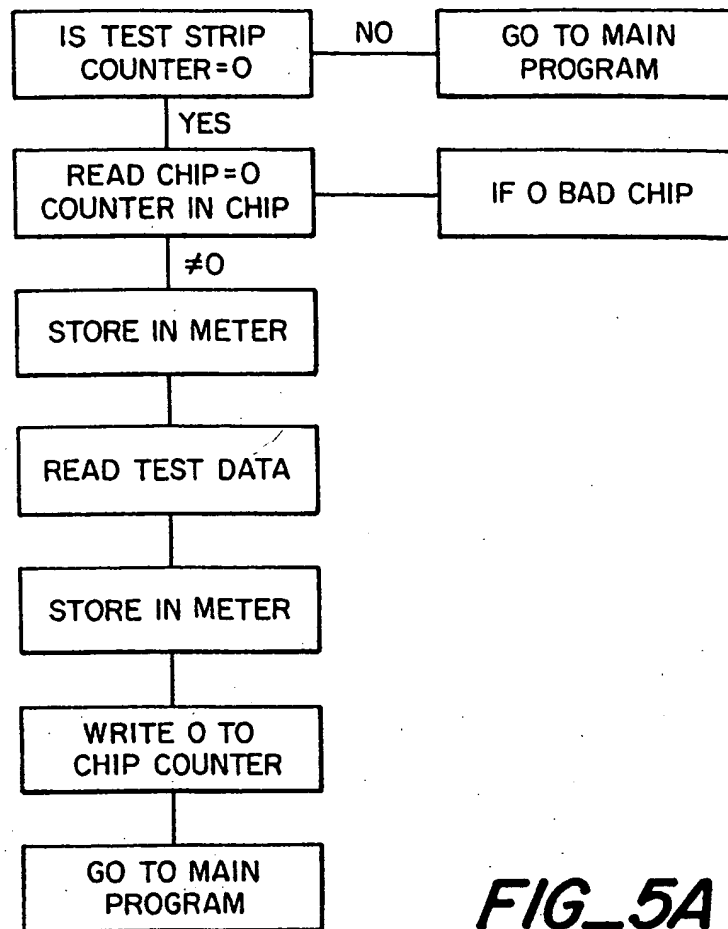 IS TEST STRIP
COUNTER=0
NO
GO TO MAIN
PROGRAM
YES
READ CHIP=0
COUNTER IN CHIP
IF 0 BAD CHIP
≠0
STORE IN METER
READ TEST DATA
STORE IN METER
WRITE 0 TO
CHIP COUNTER
GO TO MAIN
PROGRAM
FIG_5A